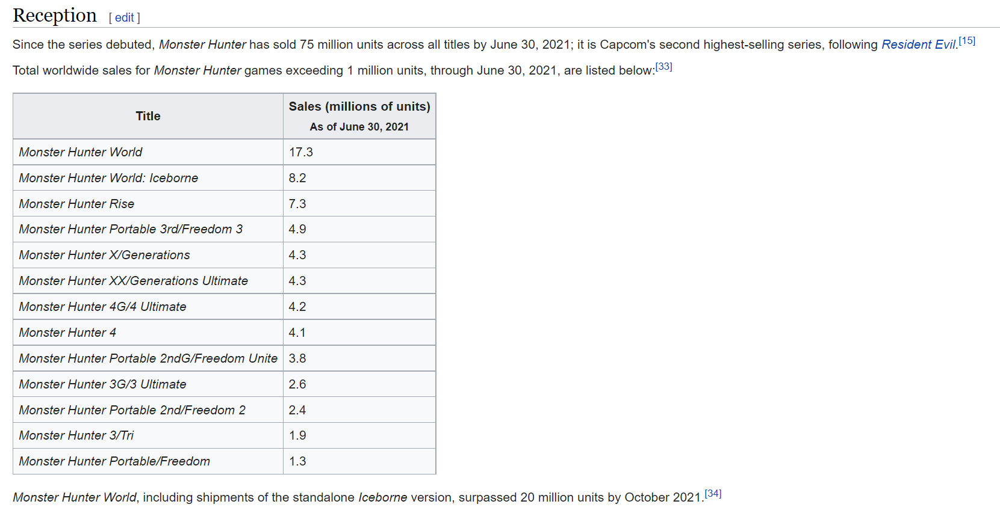 Reception [ edit ]
Since the series debuted, Monster Hunter has sold 75 million units across all titles by June 30, 2021; it is Capcom's second highest-selling series, following Resident Evil.[15]
Total worldwide sales for Monster Hunter games exceeding 1 million units, through June 30, 2021, are listed below:[33]
Title
Sales (millions of units)
As of June 30, 2021
Monster Hunter World 17.3
Monster Hunter World: Iceborne 8.2
Monster Hunter Rise 7.3
Monster Hunter Portable 3rd/Freedom 3 4.9
Monster Hunter X/Generations 4.3
Monster Hunter XX/Generations Ultimate 4.3
Monster Hunter 4G/4 Ultimate 4.2
Monster Hunter 4 4.1
Monster Hunter Portable 2ndG/Freedom Unite 3.8
Monster Hunter 3G/3 Ultimate 2.6
Monster Hunter Portable 2nd/Freedom 2 2.4
Monster Hunter 3/Tri 1.9
Monster Hunter Portable/Freedom 1.3
Monster Hunter World, including shipments of the standalone Iceborne version, surpassed 20 million units by October 2021.[34]